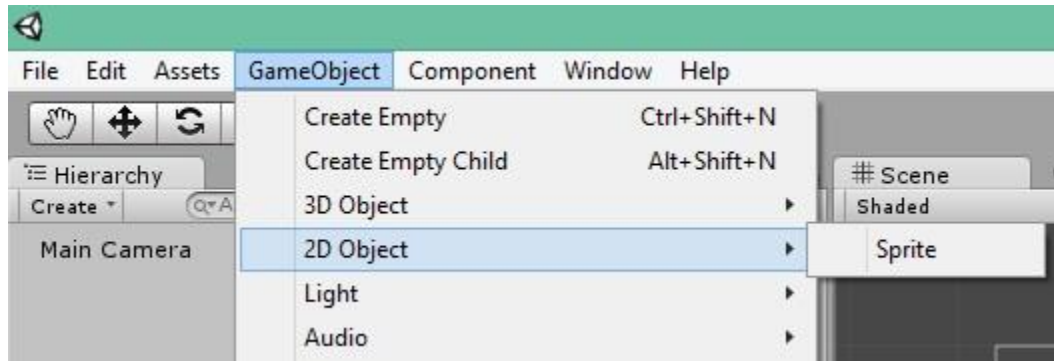 File Edit Assets GameObject Component Window Help
Create Empty Ctrl+Shift+N
Create Empty Child Alt+Shift+N
Hierarchy
Scene
Create
3D Object
Shaded
Main Camera
2D Object
Sprite
Light
Audio